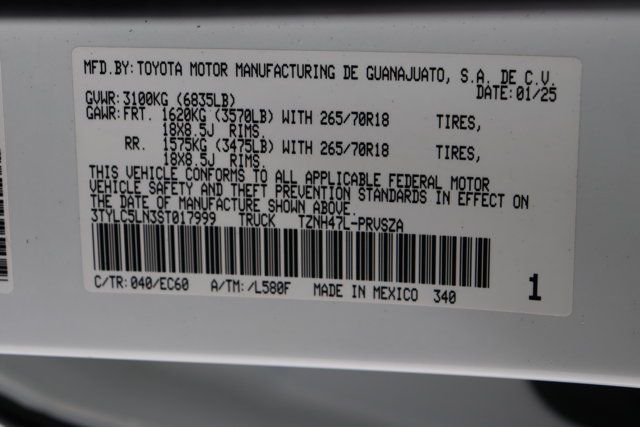 MFD.BY:TOYOTA MOTOR MANUFACTURING DE GUANAJUATO, S.A. DE C.V.
DATE:01/25
GVWR:3100KG (6835LB)
GAWR:FRT. 1620KG (3570LB) WITH 265/70R18 TIRES,
18X8.5J RIMS.
RR. 1575KG (3475LB) WITH 265/70R18 TIRES,
18X8.5J RIMS.
THIS VEHICLE CONFORMS TO ALL APPLICABLE FEDERAL MOTOR
VEHICLE SAFETY AND THEFT PREVENTION STANDARDS IN EFFECT ON
THE DATE OF MANUFACTURE SHOWN ABOVE.
3TYLC5LN3ST017999 TRUCK TZNH47L-PRVSZA
C/TR:040/EC60 A/TM:/L580F MADE IN MEXICO 340 1